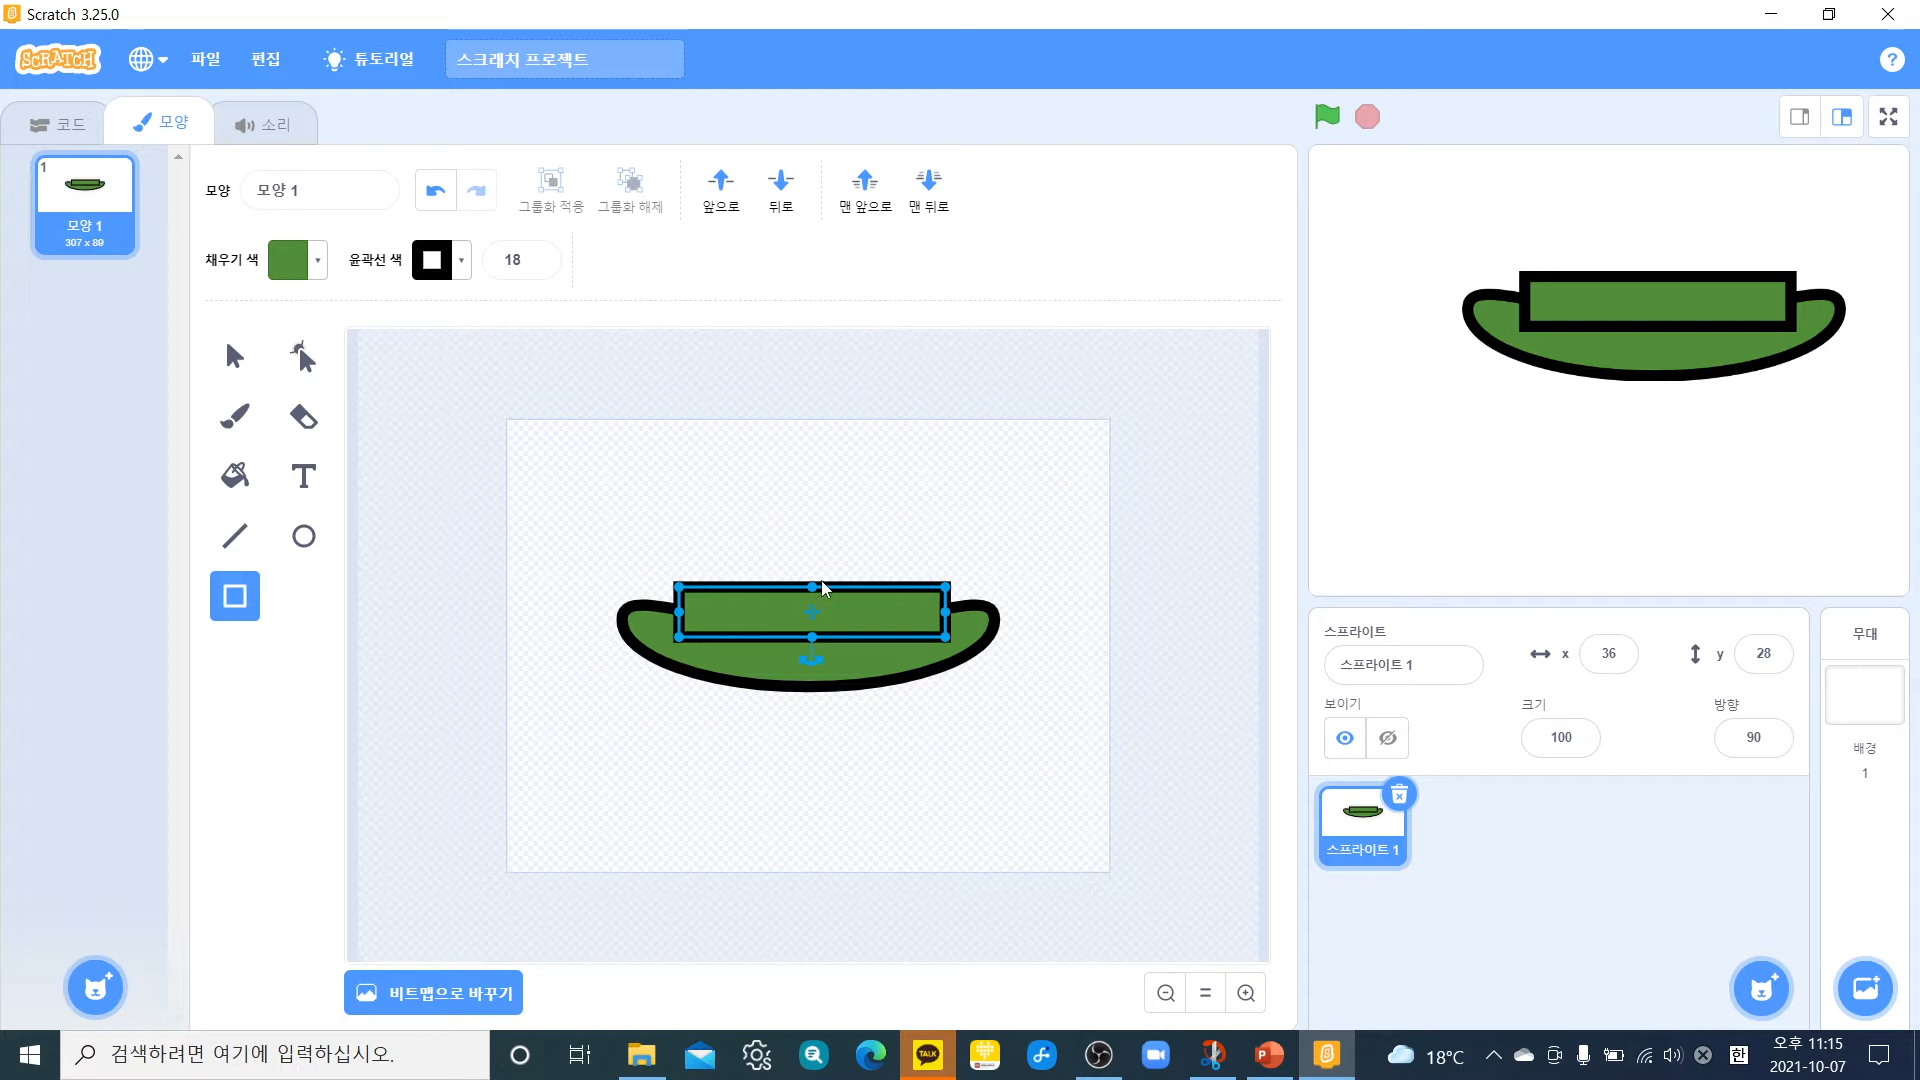 Scratch 3.25.0
SCRATCH
파일
편집
튜토리얼
스크래치 프로젝트
?
코드
모양
소리
1
모양 1
307 x 89
모양
모양 1
그룹화 적용
그룹화 해제
앞으로
뒤로
맨 앞으로
맨 뒤로
채우기 색
윤곽선 색
18
T
비트맵으로 바꾸기
스프라이트
스프라이트 1
x
36
y
28
보이기
크기
100
방향
90
스프라이트 1
무대
배경
1
검색하려면 여기에 입력하십시오.
TALK
P
18°C
한
오후 11:15
2021-10-07